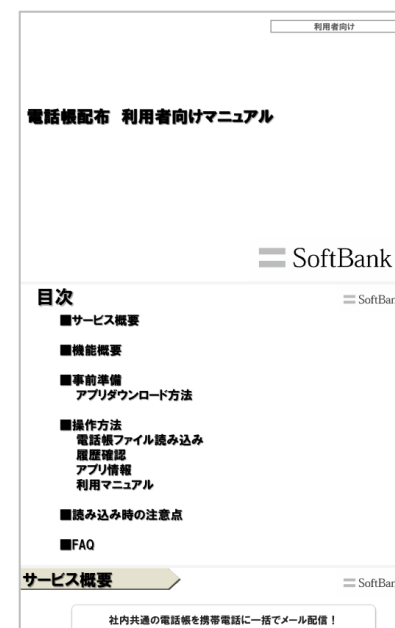 利用者向け
電話帳配布 利用者向けマニュアル
SoftBank
目次
SoftBan
■サービス概要
■機能概要
■事前準備
アプリダウンロード方法
■操作方法
電話帳ファイル読み込み
履歴確認
アプリ情報
利用マニュアル
■読み込み時の注意点
■FAQ
サービス概要
SoftBan
社内共通の電話帳を携帯電話に一括でメール配信！